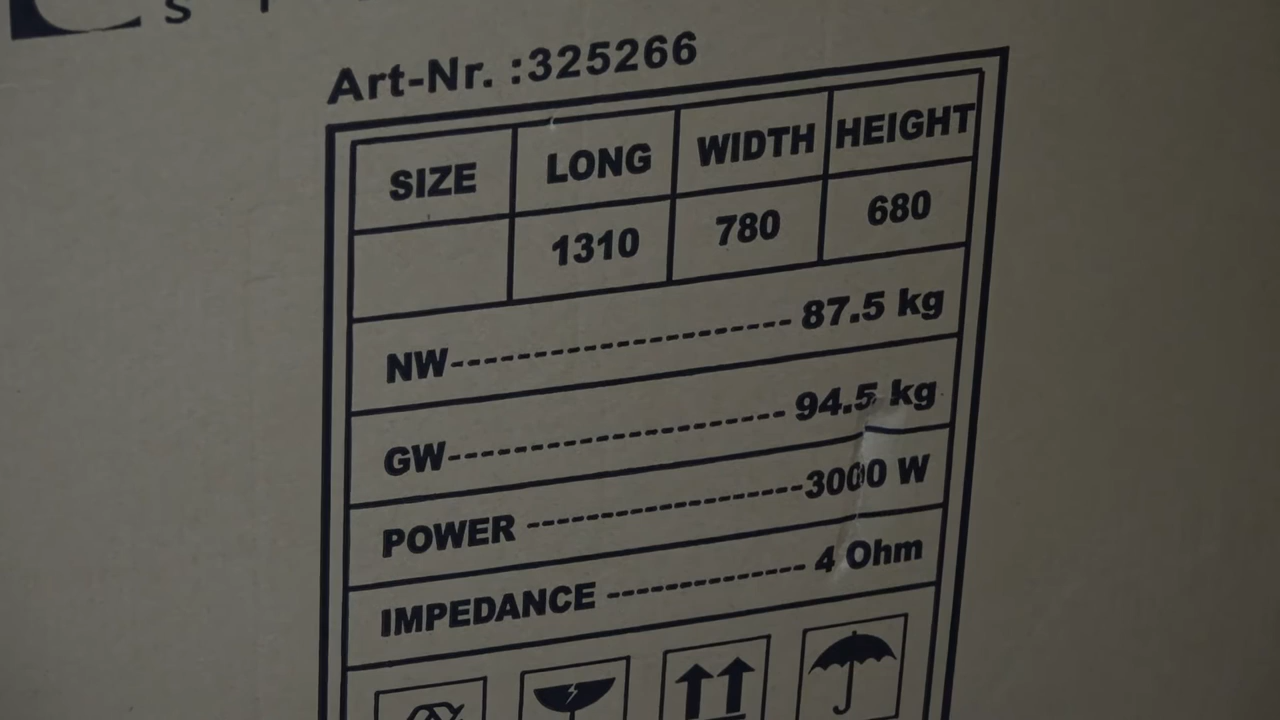 Art-Nr. :325266
SIZE LONG WIDTH HEIGHT
1310 780 680
NW------------------- 87.5 kg
GW------------------- 94.5 kg
POWER ----------------3000 W
IMPEDANCE ------------ 4 Ohm